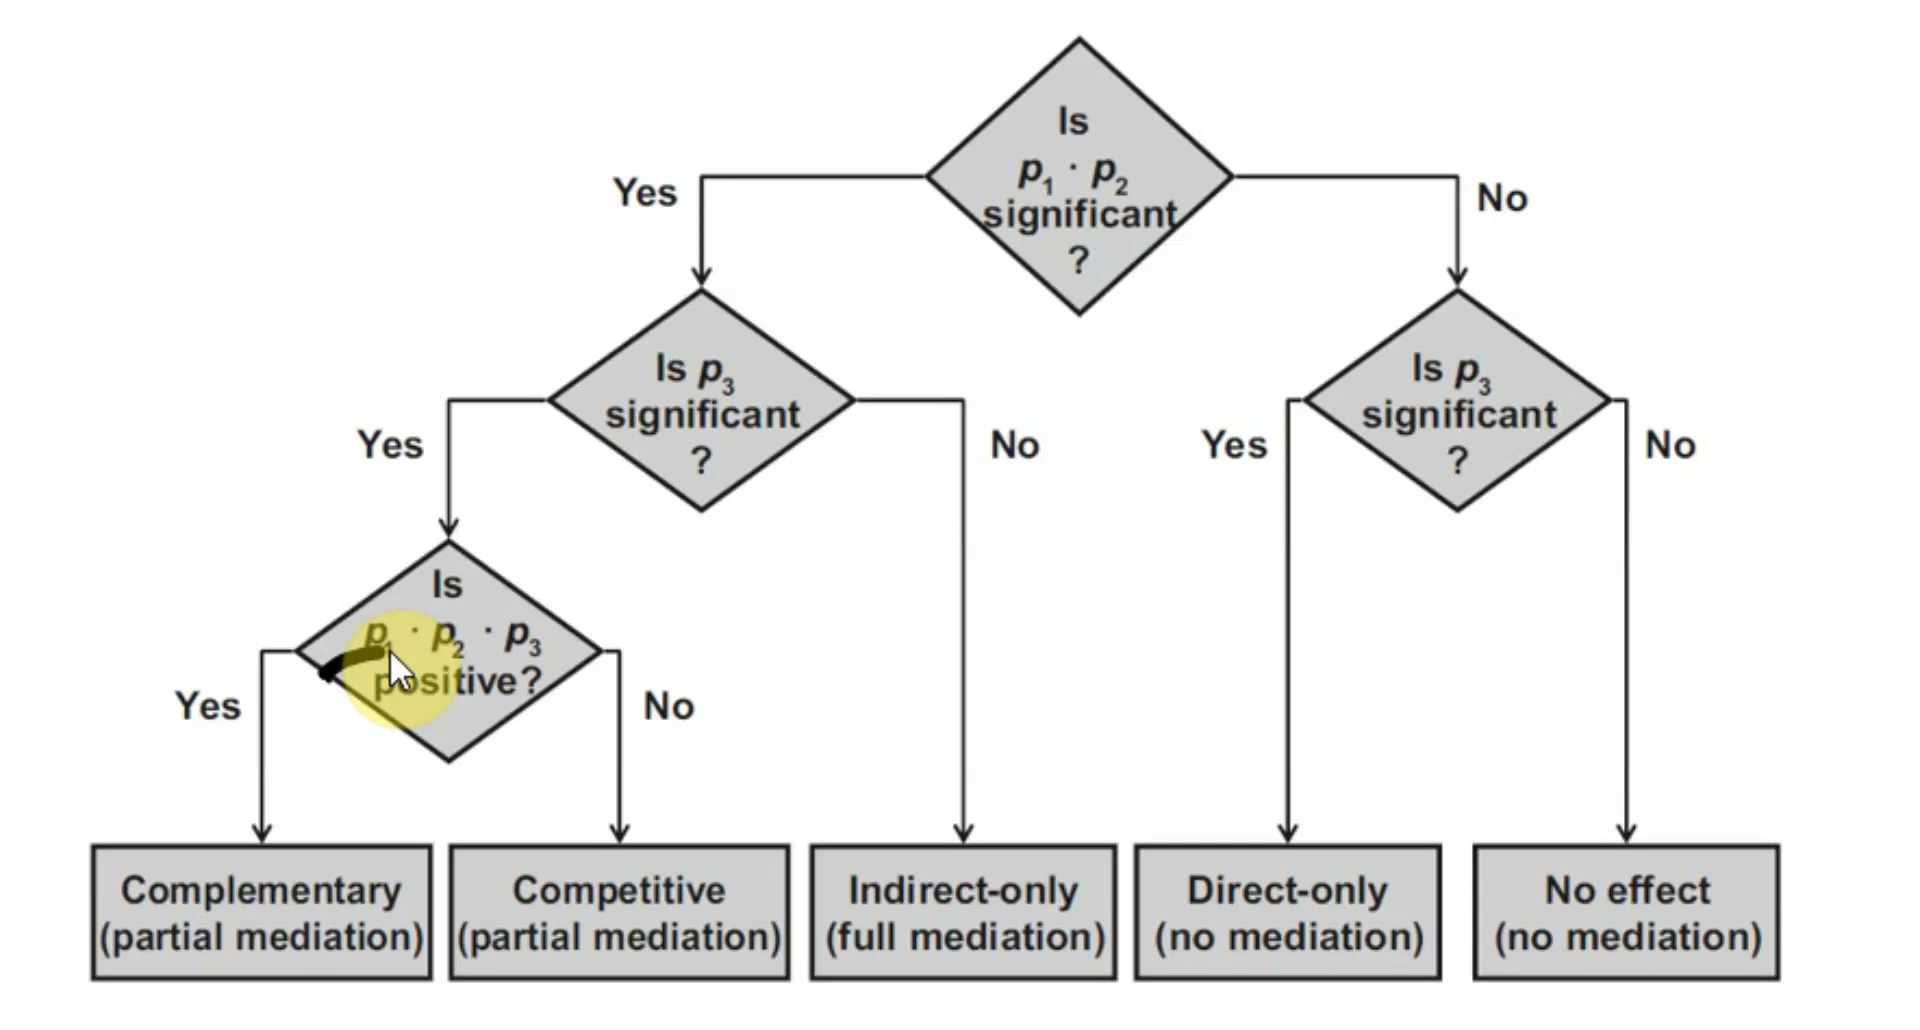 Is
p₁ · p₂
significant
?
Yes
No
Is p₃
significant
?
Yes
No
Is p₃
significant
?
Yes
No
Is
p₁ · p₂ · p₃
positive?
Yes
No
Complementary
(partial mediation)
Competitive
(partial mediation)
Indirect-only
(full mediation)
Direct-only
(no mediation)
No effect
(no mediation)